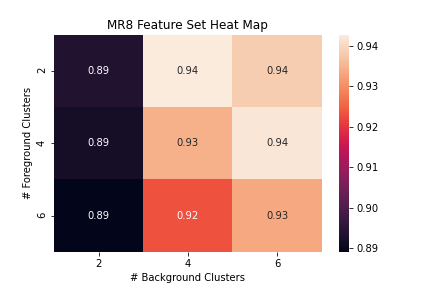 MR8 Feature Set Heat Map
# Foreground Clusters
2 0.89 0.94 0.94
4 0.89 0.93 0.94
6 0.89 0.92 0.93
2 4 6
# Background Clusters
0.94
0.93
0.92
0.91
0.90
0.89